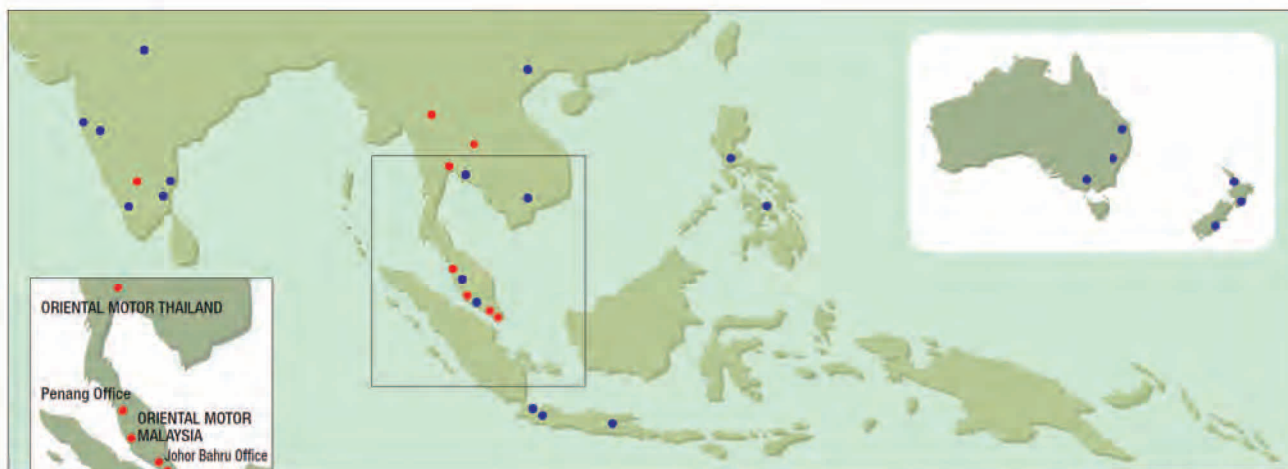 ORIENTAL MOTOR THAILAND
Penang Office
ORIENTAL MOTOR
MALAYSIA
Johor Bahru Office